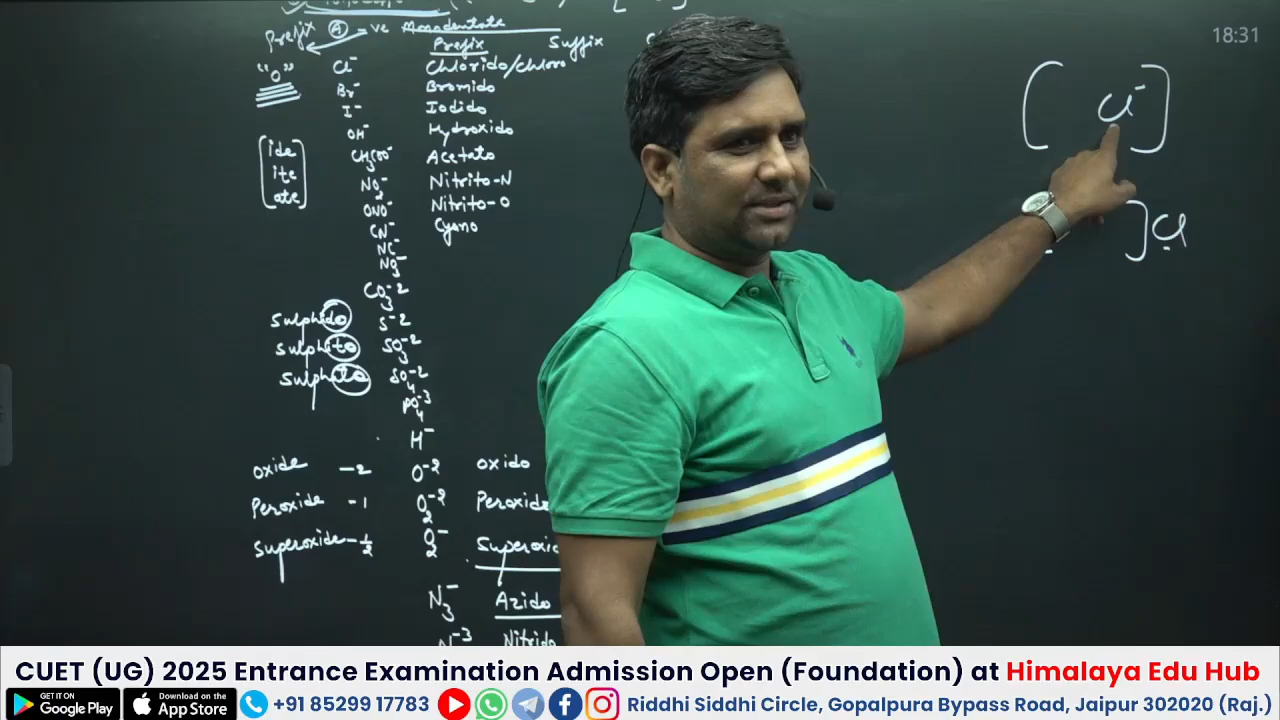 18:31
Prefix A -ve Monodentate
Prefix Suffix
"O" Cl⁻ Chlorido/Chloro
Br⁻ Bromido
I⁻ Iodido
OH⁻ Hydroxido
[ide CH₃COO⁻ Acetato
ite NO₂⁻ Nitrito-N
ate] ONO⁻ Nitrito-O
CN⁻ Cyano
NC⁻
NO₃⁻
CO₃⁻²
Sulphido S⁻²
Sulphito SO₃⁻²
Sulphato SO₄⁻²
PO₄⁻³
H⁻
Oxide -2 O⁻² Oxido
Peroxide -1 O₂⁻² Peroxido
Superoxide -1/2 O₂⁻
N₃⁻ Azido
N⁻³ Nitrido
[ Cl⁻ ]
]Cl
CUET (UG) 2025 Entrance Examination Admission Open (Foundation) at Himalaya Edu Hub
GET IT ON Google Play Download on the App Store +91 85299 17783 Riddhi Siddhi Circle, Gopalpura Bypass Road, Jaipur 302020 (Raj.)